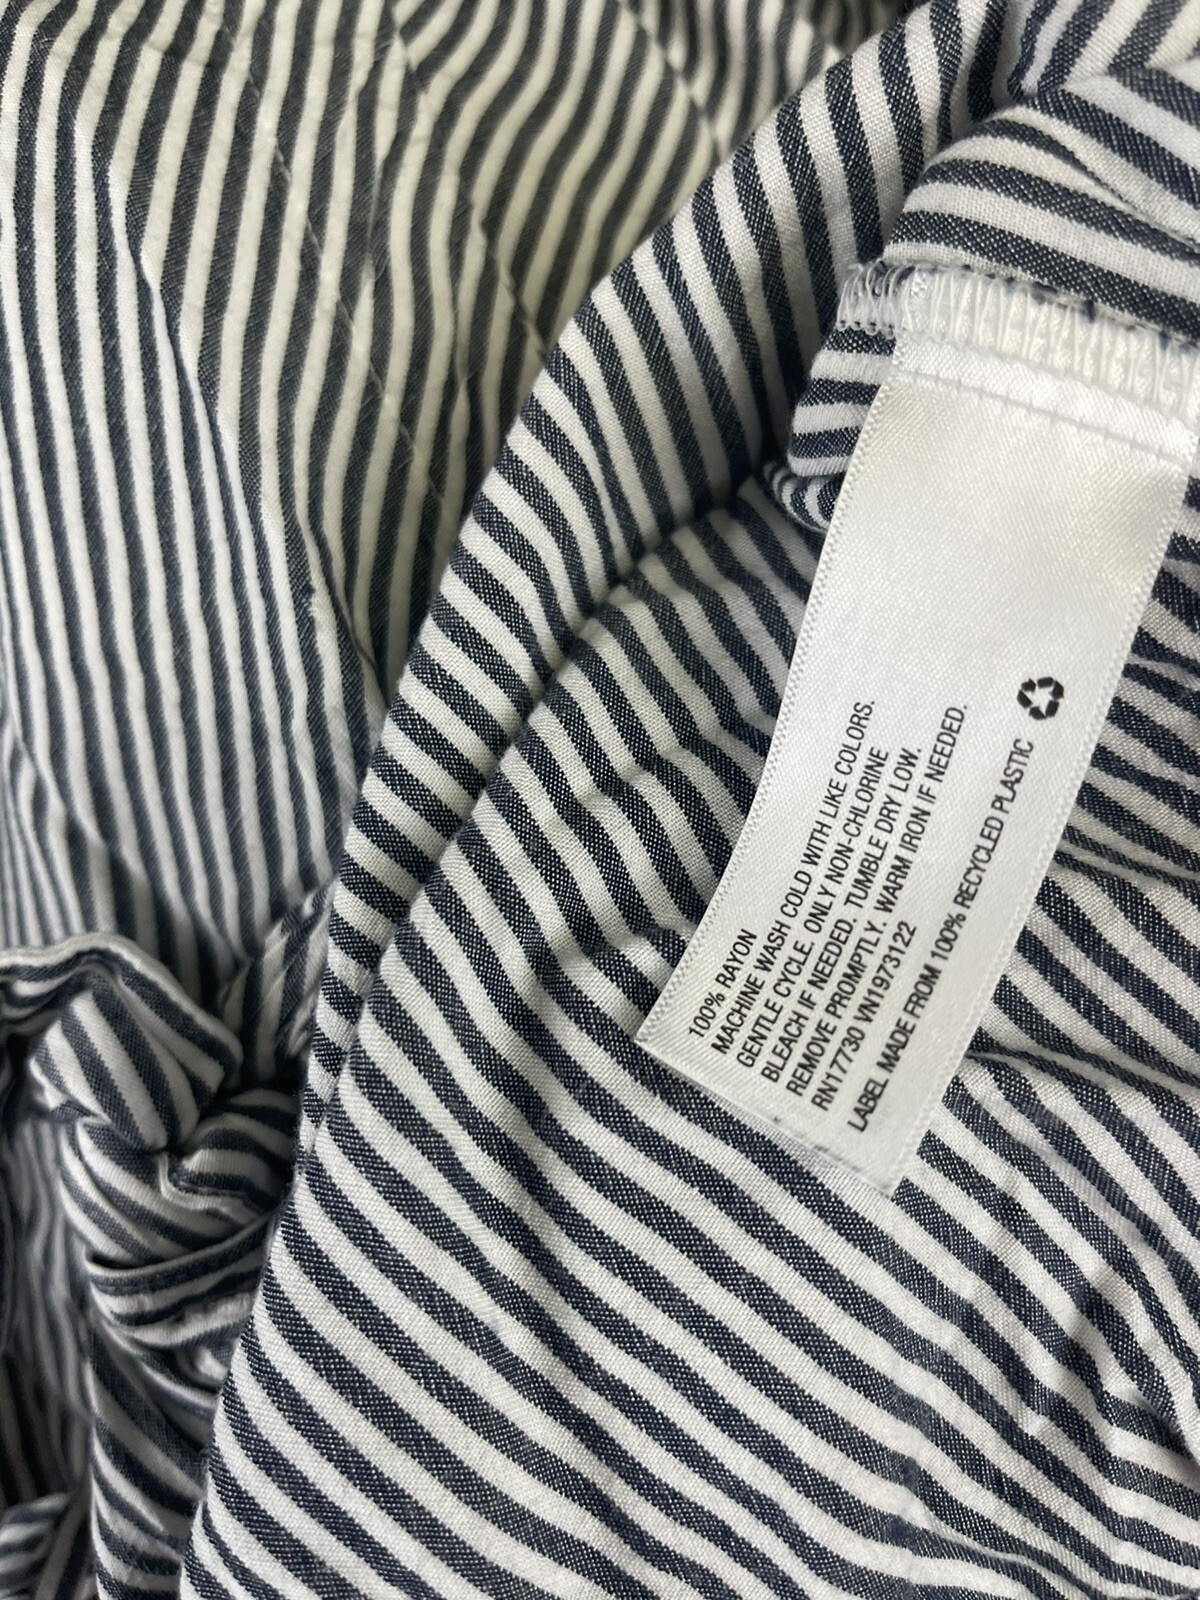 100% RAYON
MACHINE WASH COLD WITH LIKE COLORS.
GENTLE CYCLE. ONLY NON-CHLORINE
BLEACH IF NEEDED. TUMBLE DRY LOW.
REMOVE PROMPTLY. WARM IRON IF NEEDED.
RN17730 VN1973122
LABEL MADE FROM 100% RECYCLED PLASTIC